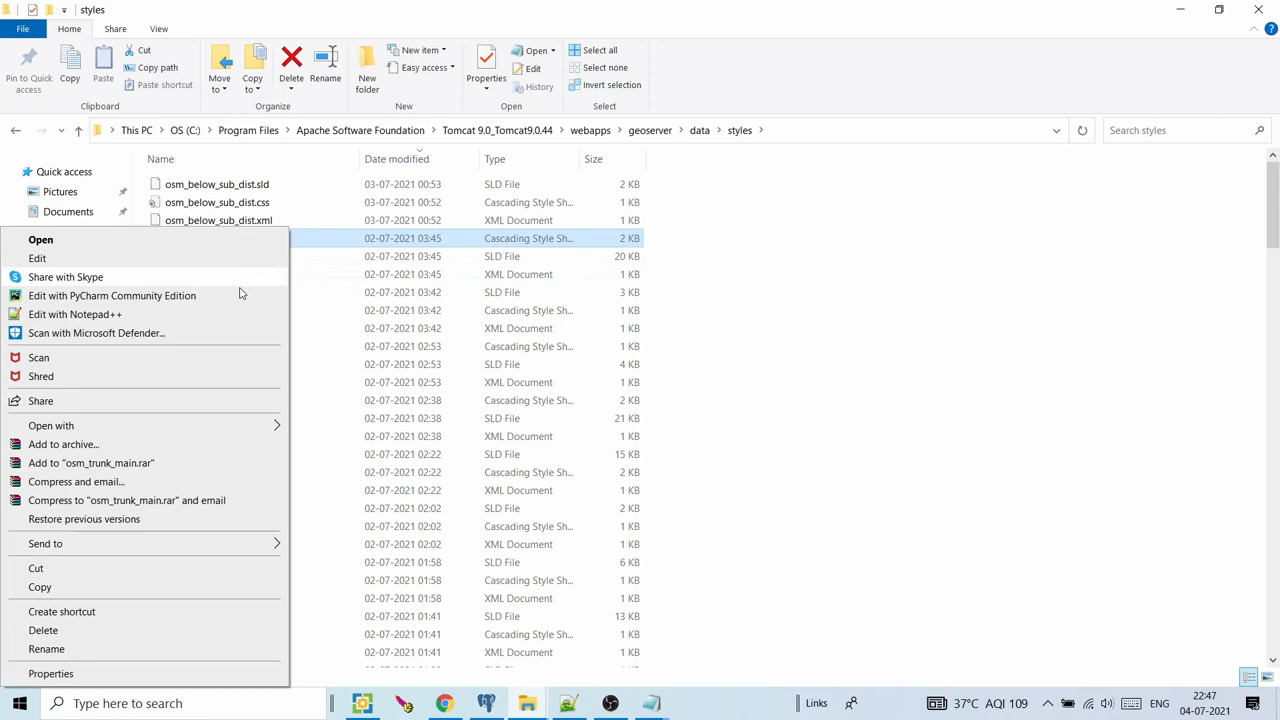 styles
File
Home
Share
View
Pin to Quick access
Copy
Paste
Cut
Copy path
Paste shortcut
Clipboard
Move to
Copy to
Delete
Rename
Organize
New folder
New item
Easy access
New
Properties
Open
Edit
History
Open
Select all
Select none
Invert selection
Select
This PC
OS (C:)
Program Files
Apache Software Foundation
Tomcat 9.0_Tomcat9.0.44
webapps
geoserver
data
styles
Search styles
Quick access
Pictures
Documents
Name Date modified Type Size
osm_below_sub_dist.sld 03-07-2021 00:53 SLD File 2 KB
osm_below_sub_dist.css 03-07-2021 00:53 Cascading Style Sh... 2 KB
osm_below_sub_dist.xml 03-07-2021 00:52 XML Document 1 KB
02-07-2021 03:45 Cascading Style Sh... 2 KB
02-07-2021 03:45 SLD File 20 KB
02-07-2021 03:45 XML Document 1 KB
02-07-2021 03:42 SLD File 3 KB
02-07-2021 03:42 Cascading Style Sh... 1 KB
02-07-2021 03:42 XML Document 1 KB
02-07-2021 02:53 Cascading Style Sh... 1 KB
02-07-2021 02:53 SLD File 4 KB
02-07-2021 02:53 XML Document 1 KB
02-07-2021 02:38 Cascading Style Sh... 2 KB
02-07-2021 02:38 SLD File 21 KB
02-07-2021 02:38 XML Document 1 KB
02-07-2021 02:22 SLD File 15 KB
02-07-2021 02:22 Cascading Style Sh... 2 KB
02-07-2021 02:22 XML Document 1 KB
02-07-2021 02:02 SLD File 2 KB
02-07-2021 02:02 Cascading Style Sh... 1 KB
02-07-2021 02:02 XML Document 1 KB
02-07-2021 01:58 SLD File 6 KB
02-07-2021 01:58 Cascading Style Sh... 1 KB
02-07-2021 01:58 XML Document 1 KB
02-07-2021 01:41 SLD File 13 KB
02-07-2021 01:41 Cascading Style Sh... 2 KB
02-07-2021 01:41 XML Document 1 KB
Open
Edit
Share with Skype
Edit with PyCharm Community Edition
Edit with Notepad++
Scan with Microsoft Defender...
Scan
Shred
Share
Open with
Add to archive...
Add to "osm_trunk_main.rar"
Compress and email...
Compress to "osm_trunk_main.rar" and email
Restore previous versions
Send to
Cut
Copy
Create shortcut
Delete
Rename
Properties
Type here to search
Links
37°C AQI 109
ENG
22:47
04-07-2021